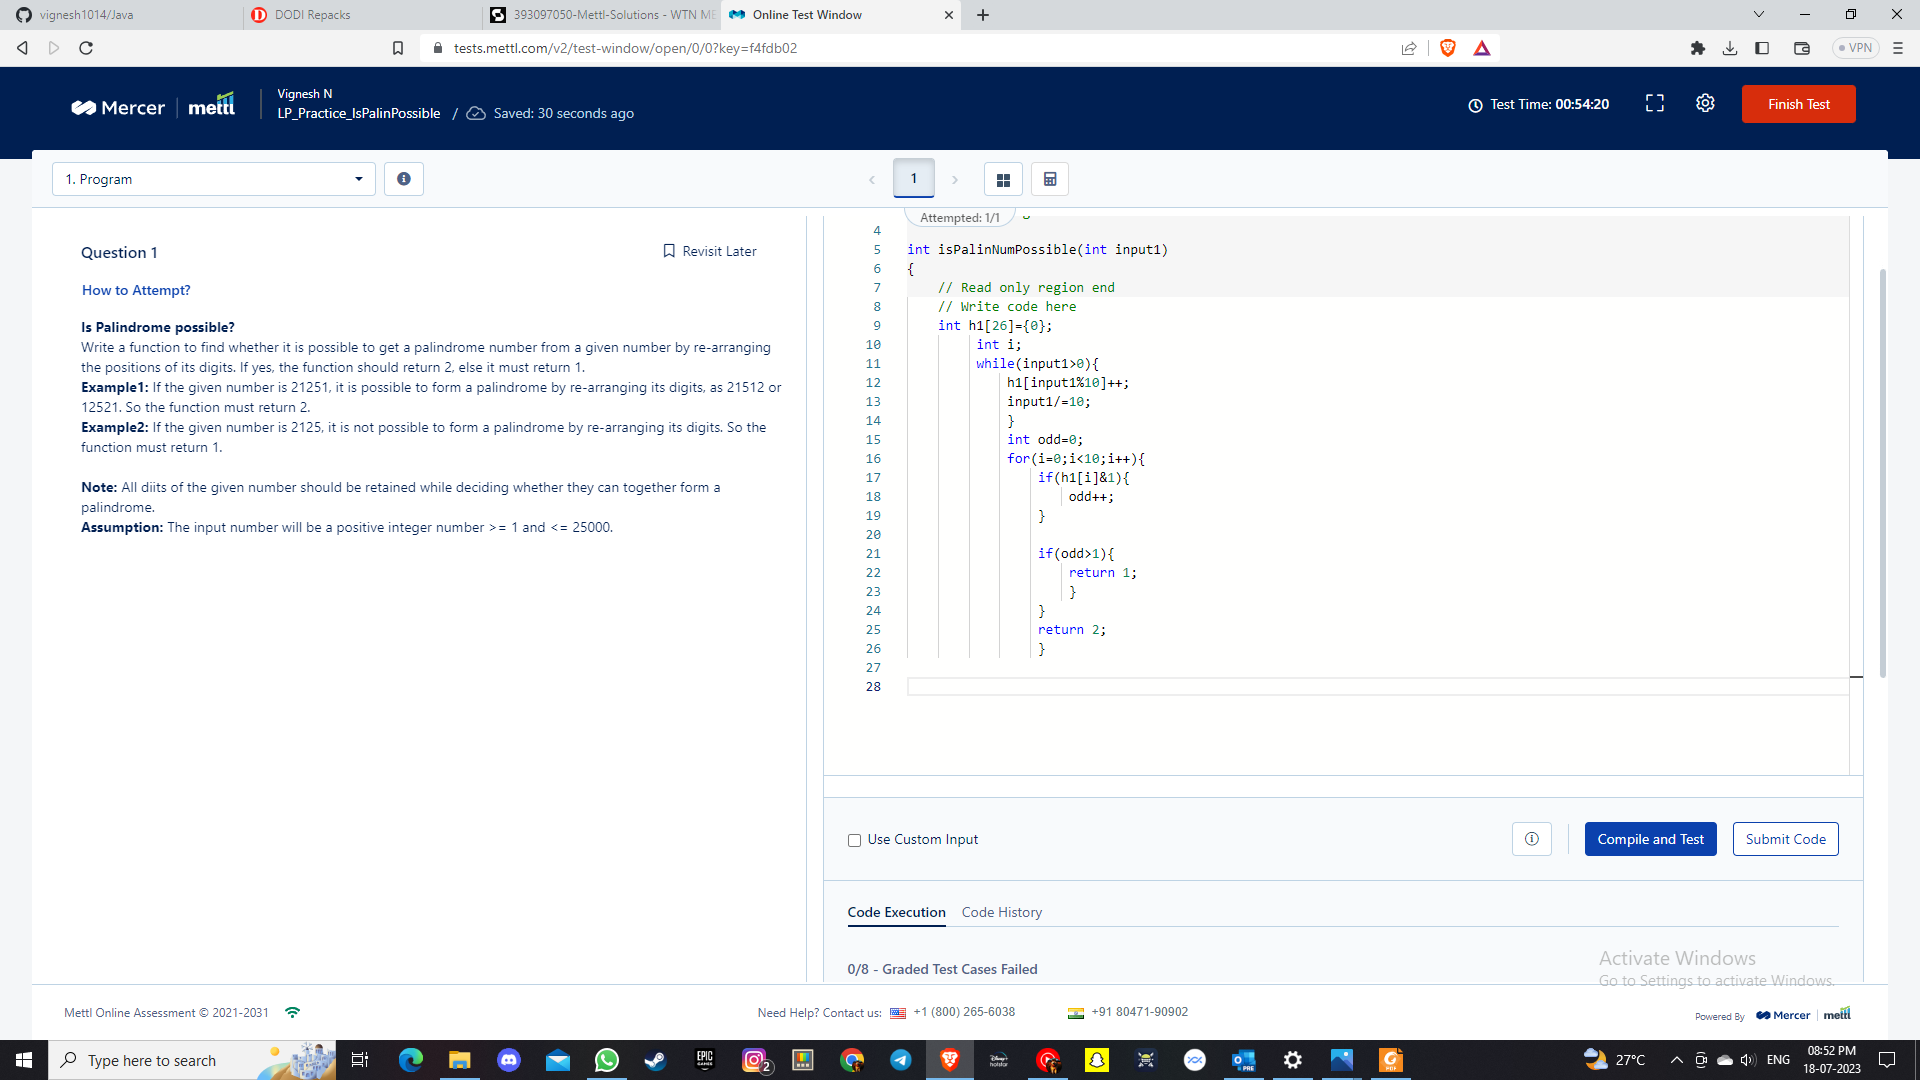 vignesh1014/Java
DODI Repacks
393097050-Mettl-Solutions - WTN ME
Online Test Window
tests.mettl.com/v2/test-window/open/0/0?key=f4fdb02
VPN
Mercer
mettl
Vignesh N
LP_Practice_IsPalinPossible / Saved: 30 seconds ago
Test Time: 00:54:20
Finish Test
1. Program
1
Attempted: 1/1
Question 1
Revisit Later
How to Attempt?
Is Palindrome possible?
Write a function to find whether it is possible to get a palindrome number from a given number by re-arranging
the positions of its digits. If yes, the function should return 2, else it must return 1.
Example1: If the given number is 21251, it is possible to form a palindrome by re-arranging its digits, as 21512 or
12521. So the function must return 2.
Example2: If the given number is 2125, it is not possible to form a palindrome by re-arranging its digits. So the
function must return 1.
Note: All diits of the given number should be retained while deciding whether they can together form a
palindrome.
Assumption: The input number will be a positive integer number >= 1 and <= 25000.
4
5 int isPalinNumPossible(int input1)
6 {
7 // Read only region end
8 // Write code here
9 int h1[26]={0};
10 int i;
11 while(input1>0){
12 h1[input1%10]++;
13 input1/=10;
14 }
15 int odd=0;
16 for(i=0;i<10;i++){
17 if(h1[i]&1){
18 odd++;
19 }
20
21 if(odd>1){
22 return 1;
23 }
24 }
25 return 2;
26 }
27
28
Use Custom Input
Compile and Test
Submit Code
Code Execution
Code History
0/8 - Graded Test Cases Failed
Activate Windows
Go to Settings to activate Windows.
Mettl Online Assessment © 2021-2031
Need Help? Contact us: +1 (800) 265-6038
+91 80471-90902
Powered By Mercer mettl
Type here to search
EPIC GAMES
2
Disney+ hotstar
PRE
PDF
27°C
ENG
08:52 PM
18-07-2023